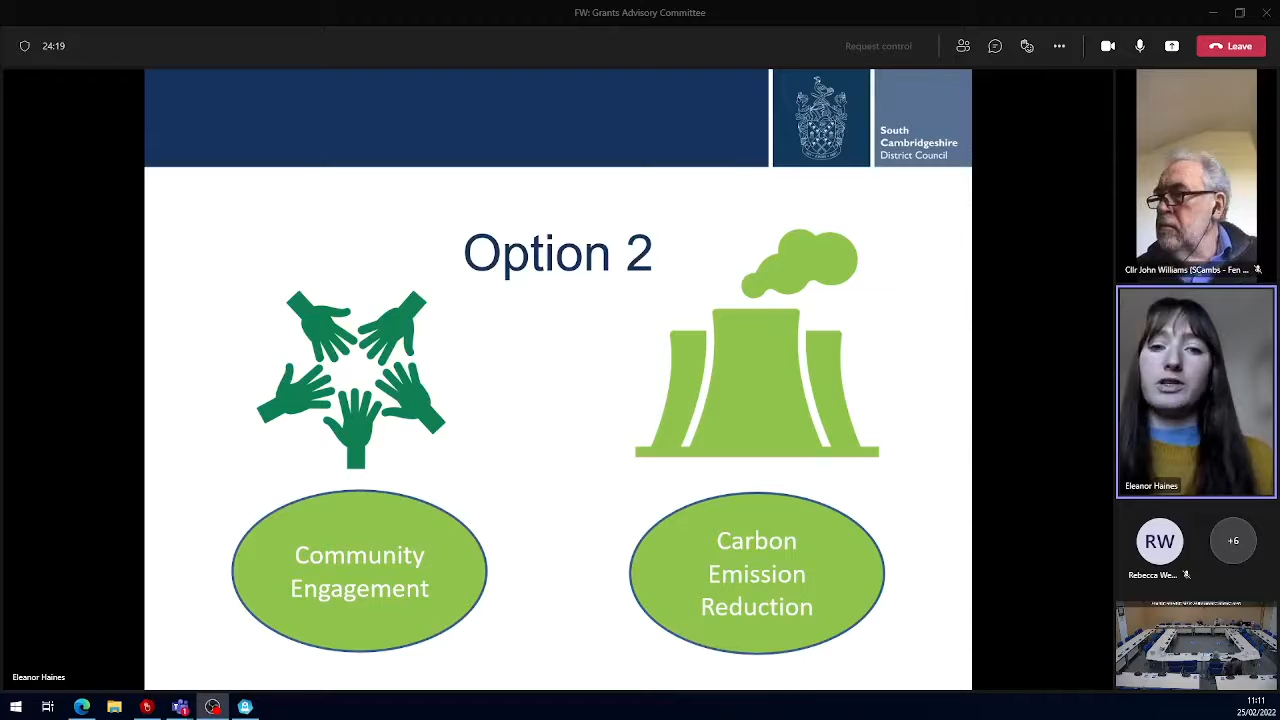 FW: Grants Advisory Committee
24:19
Request control
Leave
South
Cambridgeshire
District Council
Option 2
Community
Engagement
Carbon
Emission
Reduction
Cllr John Williams (SCambs - Fen ...
Eleanor Haines
RW
+6
Rebecca We...
Eleanor Haines
11:11
25/02/2022